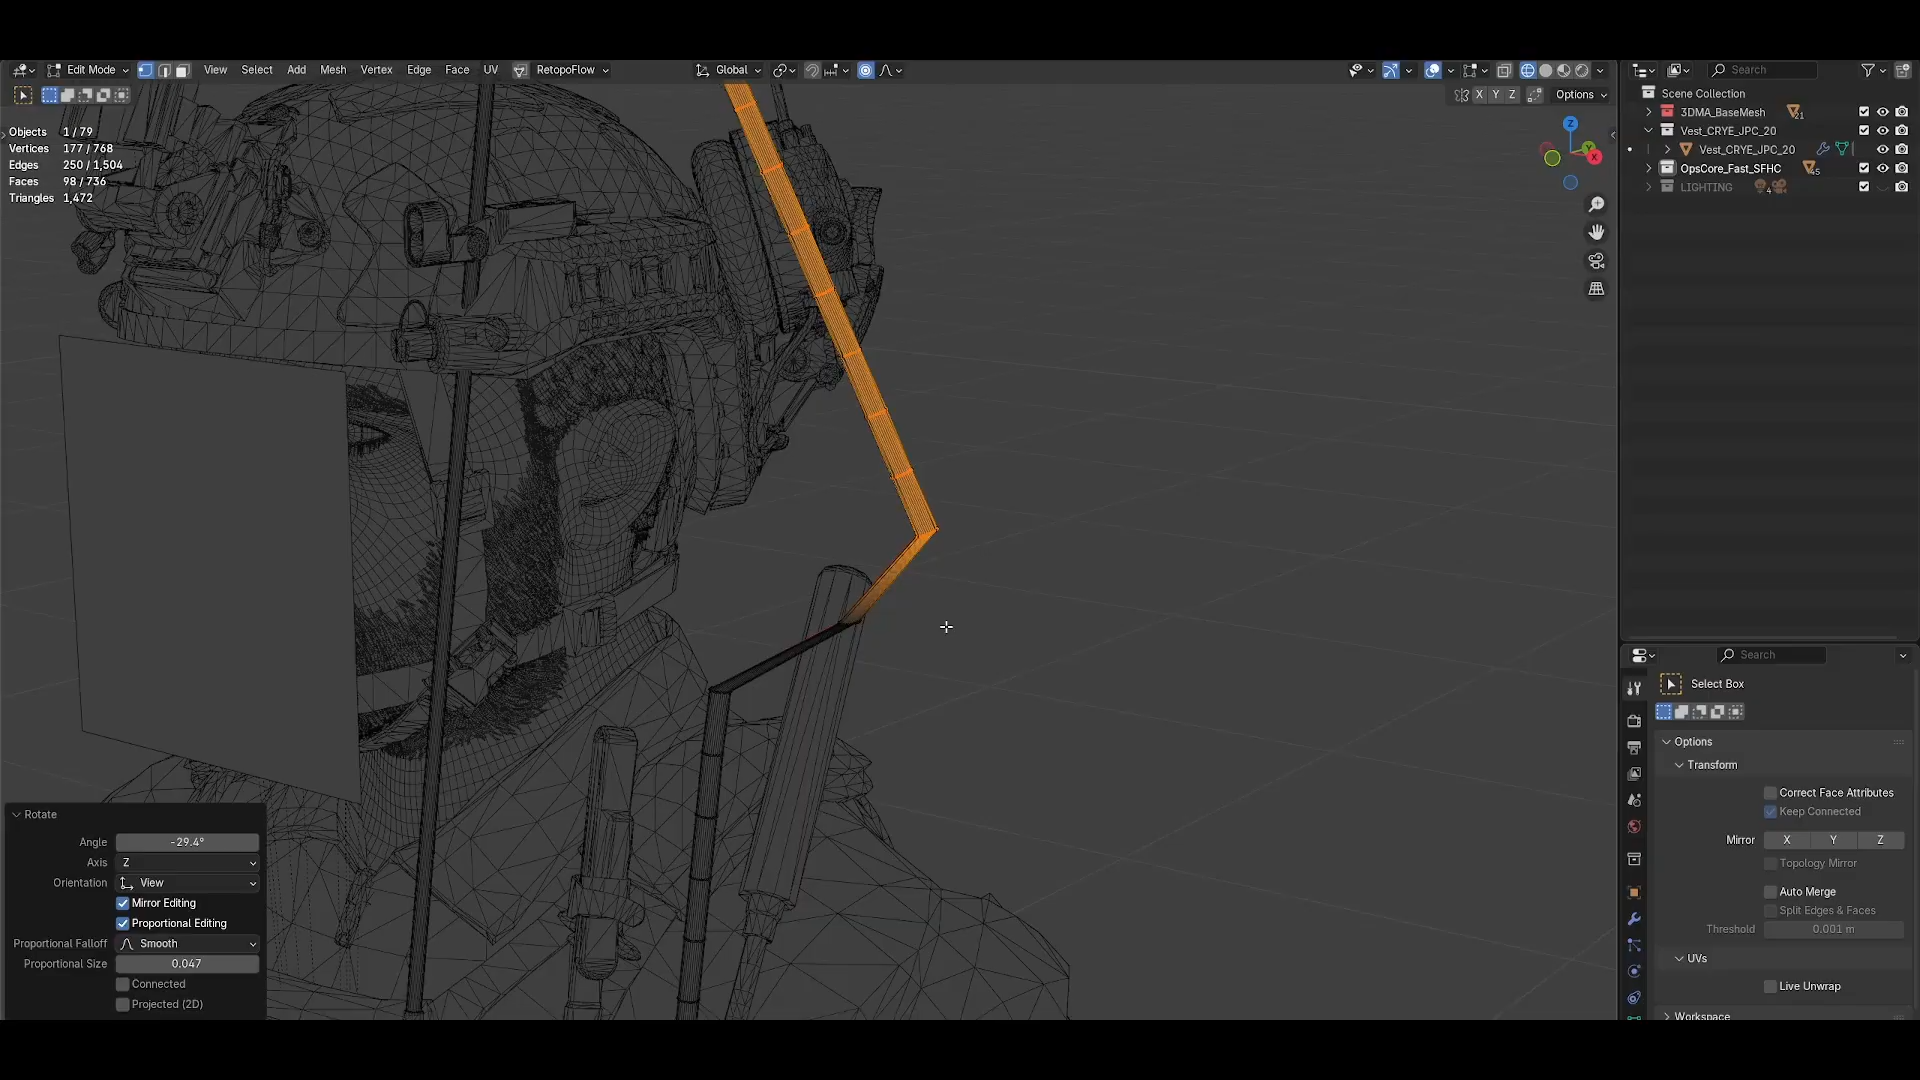 Edit Mode View Select Add Mesh Vertex Edge Face UV RetopoFlow Global Search
X Y Z Options
Scene Collection
3DMA_BaseMesh 21
Vest_CRYE_JPC_20
Vest_CRYE_JPC_20
OpsCore_Fast_SFHC 45
LIGHTING 4
Objects 1 / 79
Vertices 177 / 768
Edges 250 / 1,504
Faces 98 / 736
Triangles 1,472
Z
Y
X
Search
Select Box
Options
Transform
Correct Face Attributes
Keep Connected
Mirror X Y Z
Topology Mirror
Auto Merge
Split Edges & Faces
Threshold 0.001 m
UVs
Live Unwrap
Workspace
Rotate
Angle -29.4°
Axis Z
Orientation View
Mirror Editing
Proportional Editing
Proportional Falloff Smooth
Proportional Size 0.047
Connected
Projected (2D)